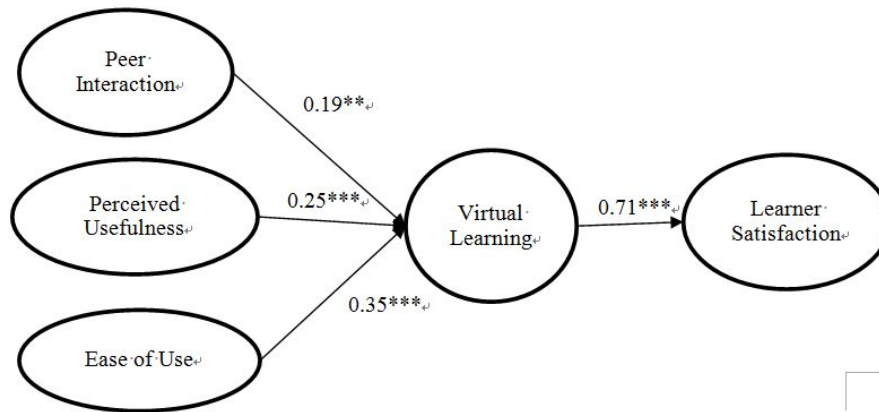 Peer
Interaction
0.19**
Perceived
Usefulness
0.25***
Virtual
Learning
0.71***
Learner
Satisfaction
0.35***
Ease of Use